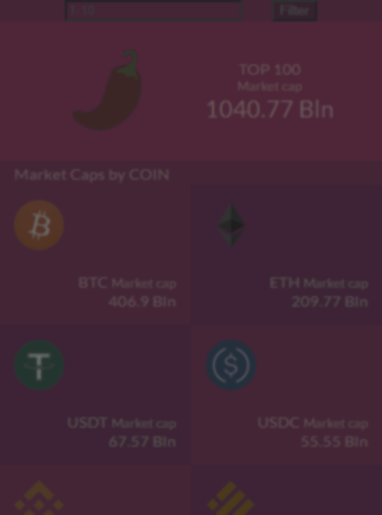 1-10
Filter
TOP 100
Market cap
1040.77 Bln
Market Caps by COIN
BTC Market cap
406.9 Bln
ETH Market cap
209.77 Bln
USDT Market cap
67.57 Bln
USDC Market cap
55.55 Bln